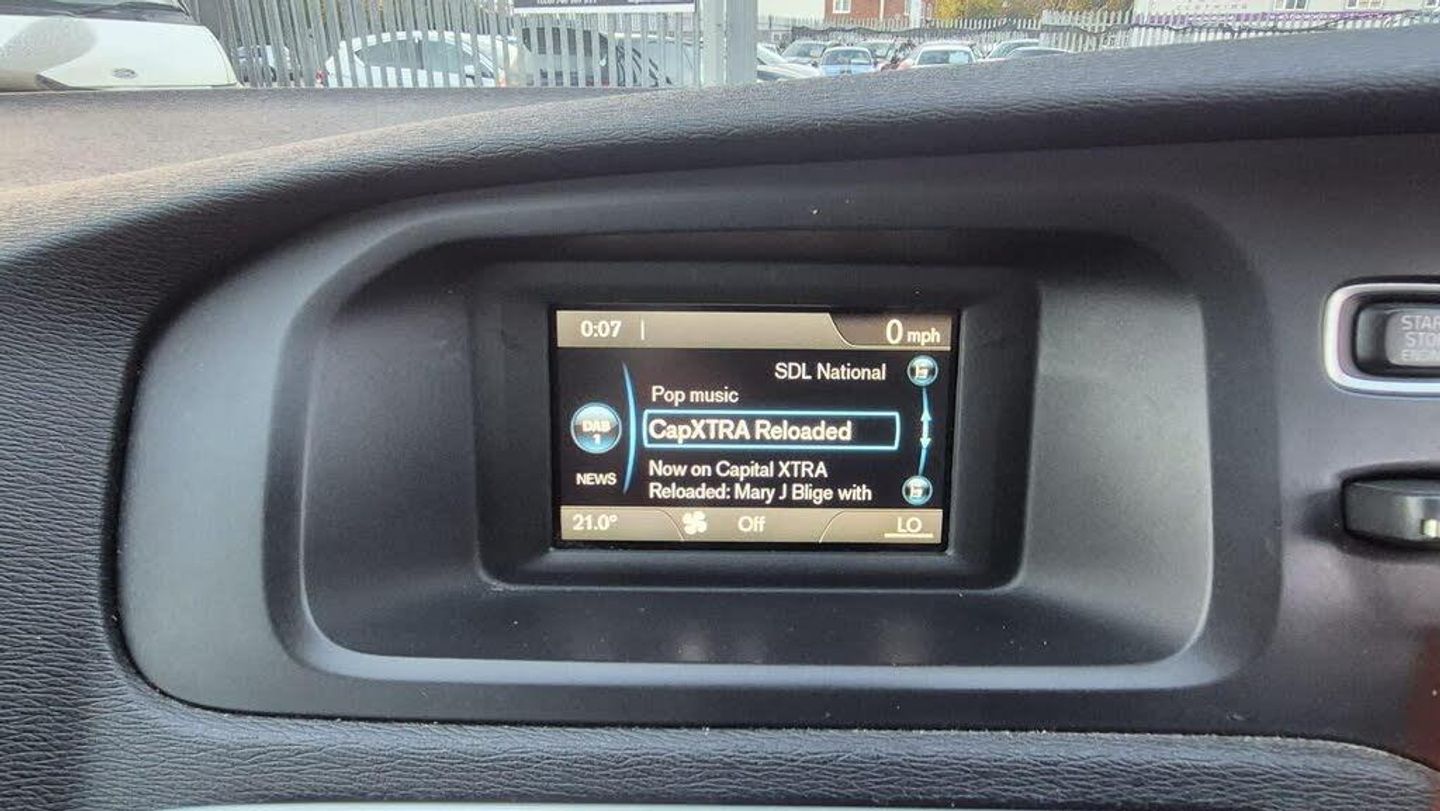 0:07
0 mph
SDL National
Pop music
DAB
1
CapXTRA Reloaded
NEWS
Now on Capital XTRA
Reloaded: Mary J Blige with
21.0°
Off
LO
START
STOP